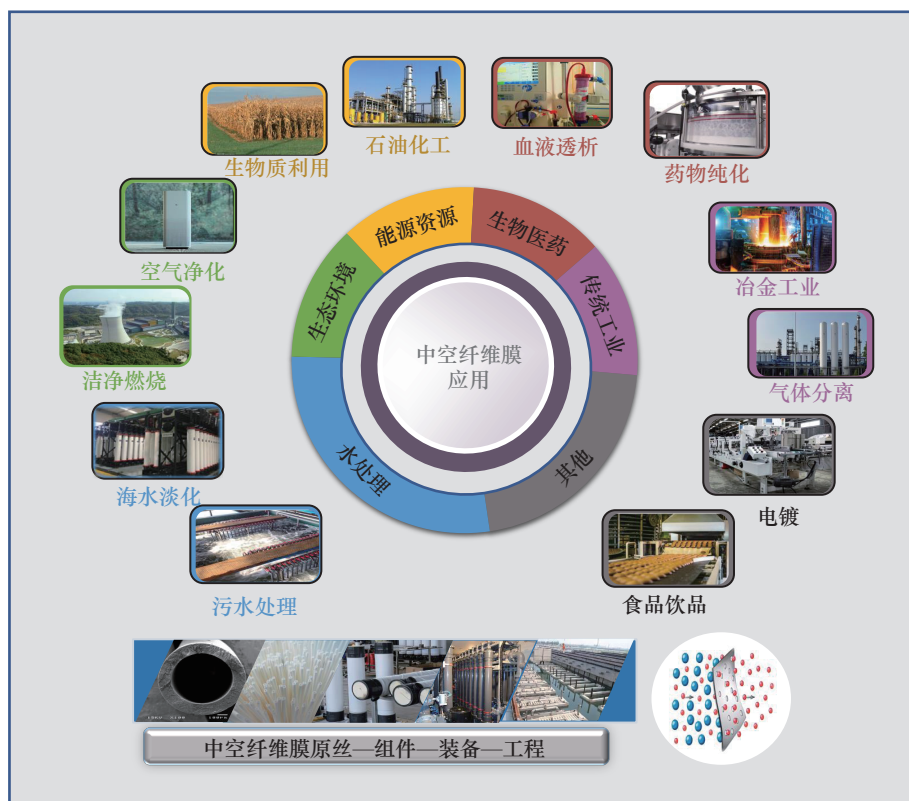 石油化工
血液透析
生物质利用
药物纯化
能源资源
生物医药
空气净化
生态环境
传统工业
冶金工业
中空纤维膜
应用
洁净燃烧
气体分离
海水淡化
水处理
其他
电镀
污水处理
食品饮品
中空纤维膜原丝—组件—装备—工程